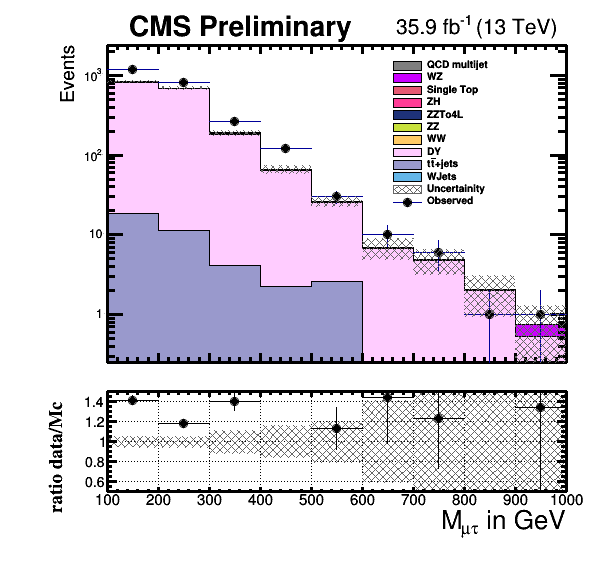 CMS Preliminary 35.9 fb⁻¹ (13 TeV)
Events
10³
10²
10
1
QCD multijet
WZ
Single Top
ZH
ZZTo4L
ZZ
WW
DY
tt̄+jets
WJets
Uncertainity
Observed
ratio data/Mc
1.4
1.2
1
0.8
0.6
100 200 300 400 500 600 700 800 900 1000
M_μτ in GeV